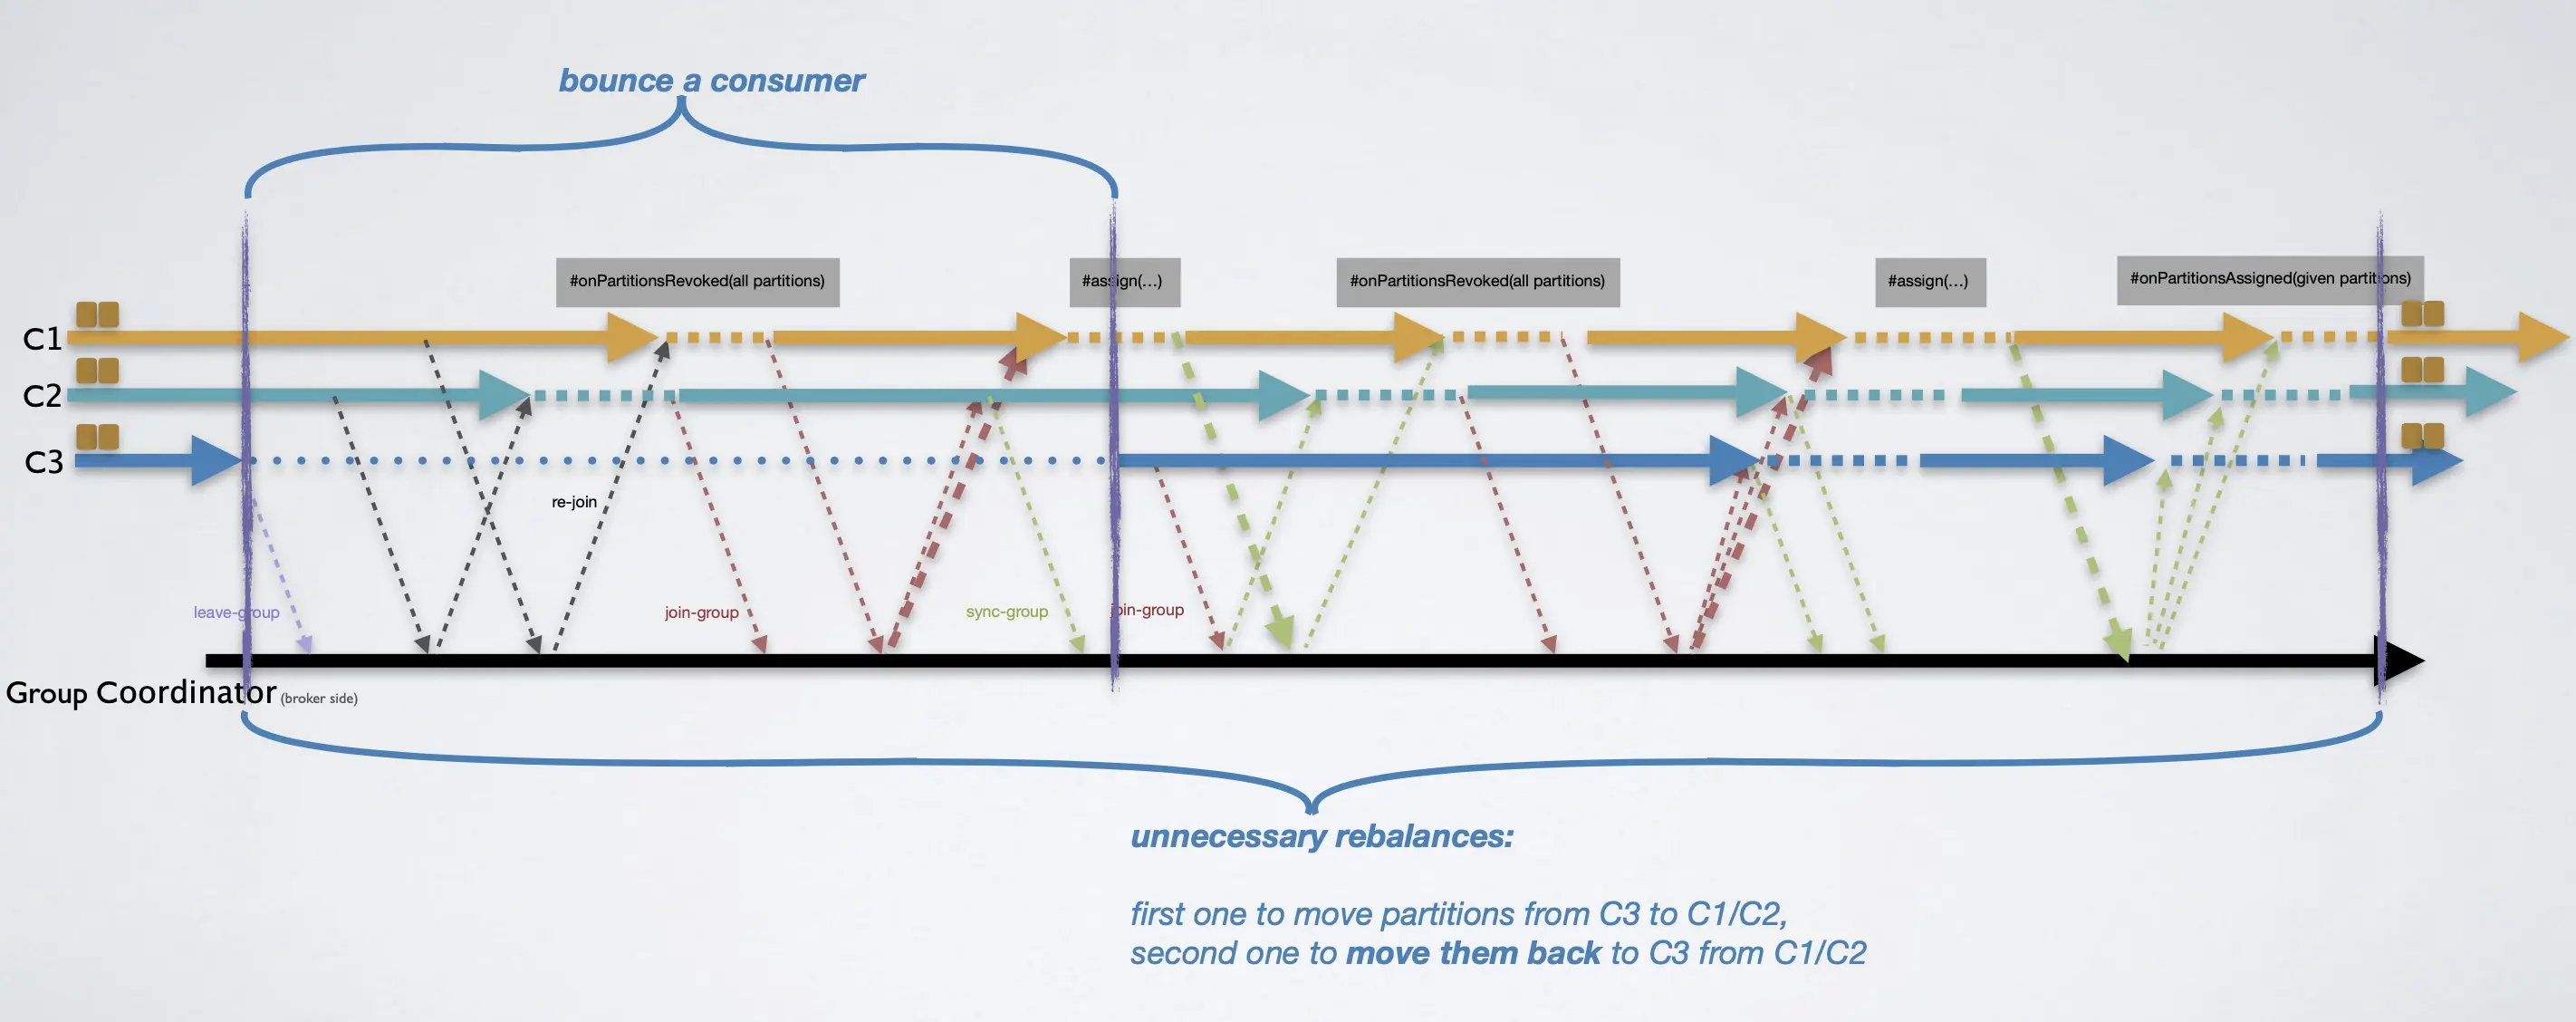 bounce a consumer
#onPartitionsRevoked(all partitions)
#assign(...)
#onPartitionsRevoked(all partitions)
#assign(...)
#onPartitionsAssigned(given partitions)
C1
C2
C3
re-join
leave-group
join-group
sync-group
join-group
Group Coordinator (broker side)
unnecessary rebalances:
first one to move partitions from C3 to C1/C2,
second one to move them back to C3 from C1/C2